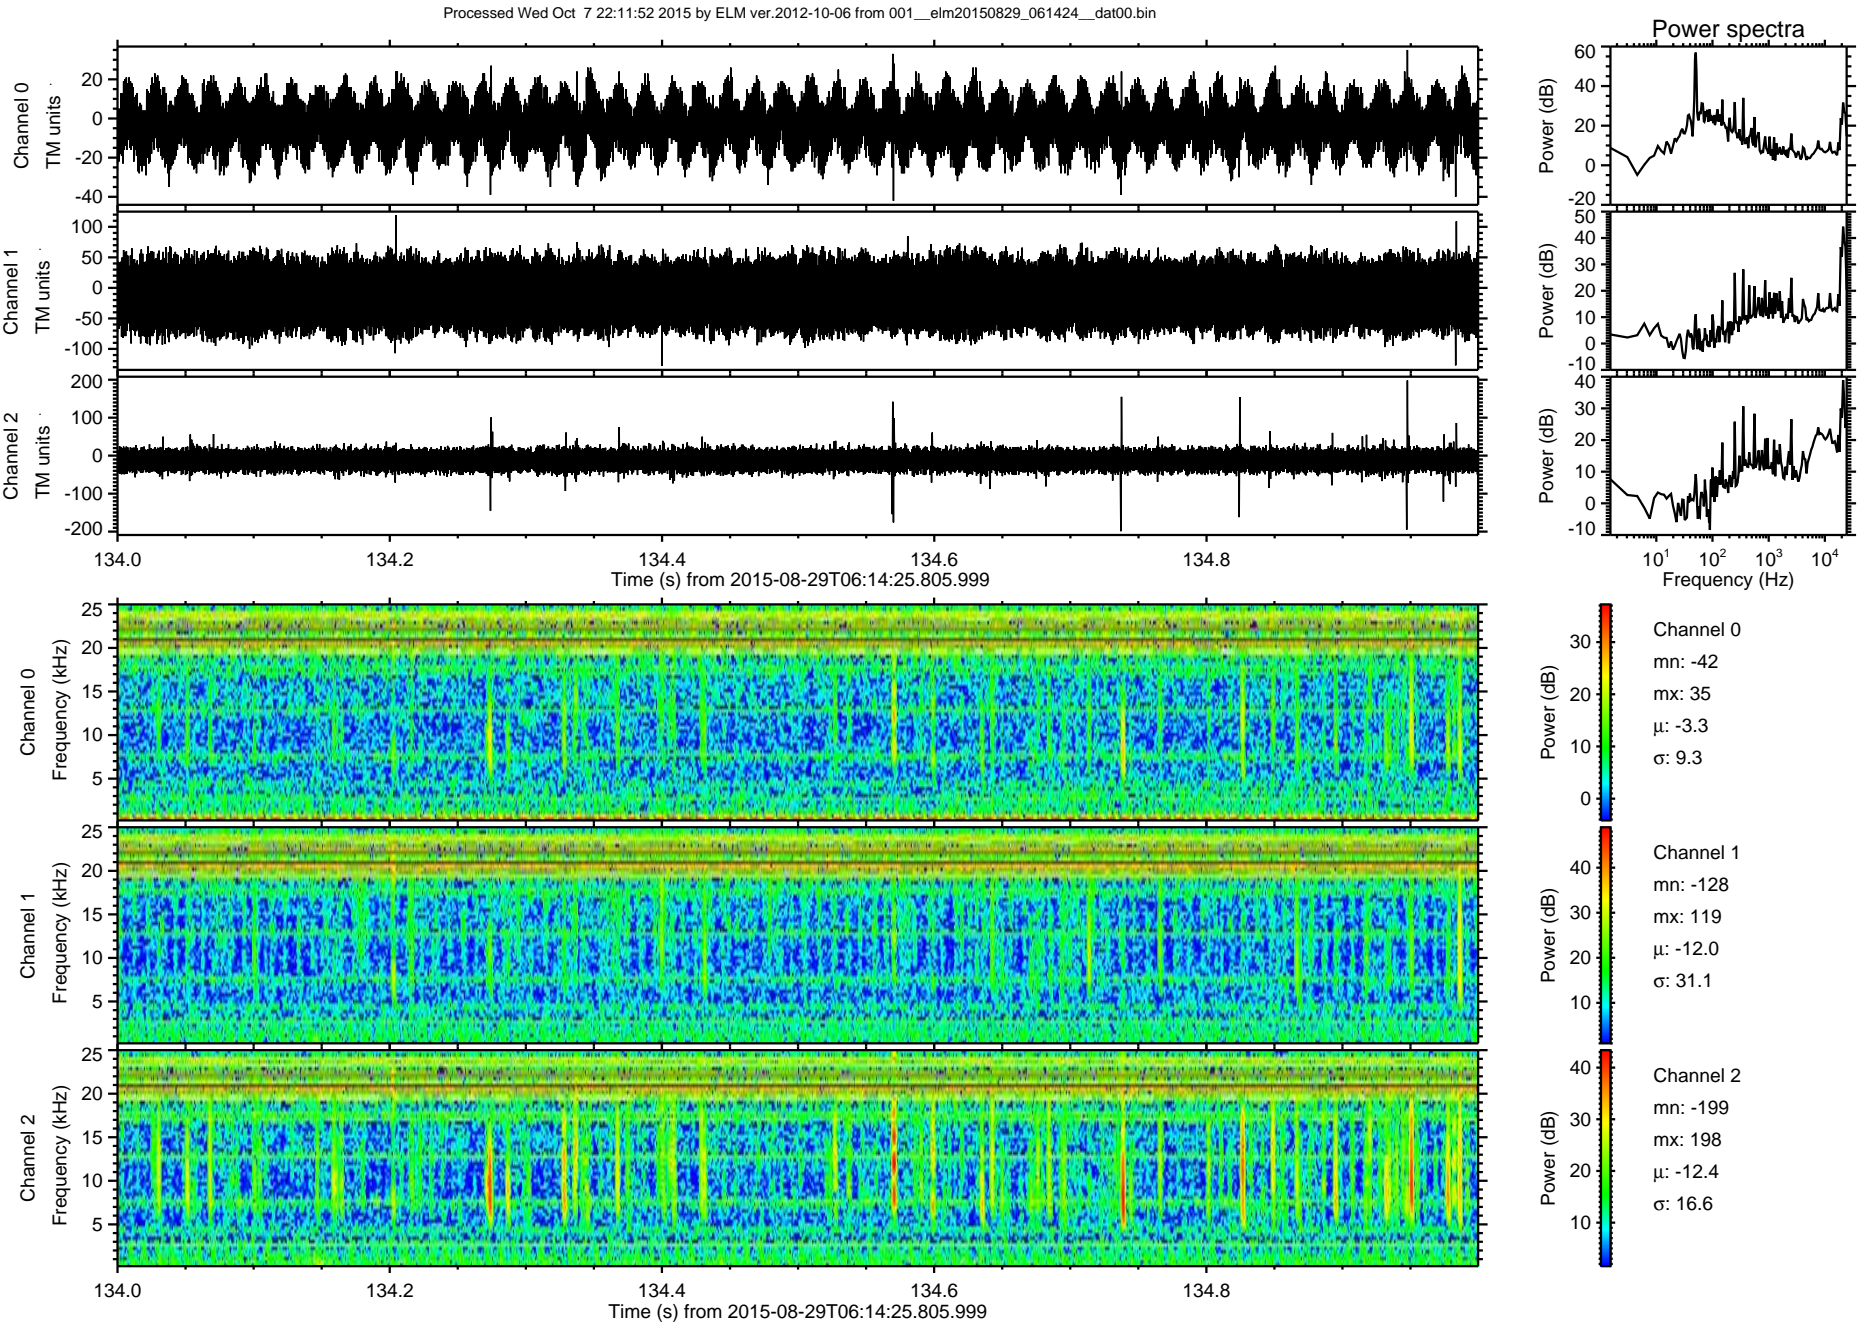 Processed Wed Oct  7 22:11:52 2015 by ELM ver.2012-10-06 from 001__elm20150829_061424__dat00.bin
Power spectra
Channel 0
TM units
20
0
-20
-40
Power (dB)
60
40
20
0
-20
Channel 1
TM units
100
50
0
-50
-100
Power (dB)
50
40
30
20
10
0
-10
Channel 2
TM units
200
100
0
-100
-200
Power (dB)
40
30
20
10
0
-10
134.0 134.2 134.4 134.6 134.8
Time (s) from 2015-08-29T06:14:25.805.999
10¹ 10² 10³ 10⁴
Frequency (Hz)
Channel 0
Frequency (kHz)
25
20
15
10
5
Power (dB)
30
20
10
0
Channel 0
mn: -42
mx: 35
μ: -3.3
σ: 9.3
Channel 1
Frequency (kHz)
25
20
15
10
5
Power (dB)
40
30
20
10
Channel 1
mn: -128
mx: 119
μ: -12.0
σ: 31.1
Channel 2
Frequency (kHz)
25
20
15
10
5
Power (dB)
40
30
20
10
Channel 2
mn: -199
mx: 198
μ: -12.4
σ: 16.6
134.0 134.2 134.4 134.6 134.8
Time (s) from 2015-08-29T06:14:25.805.999